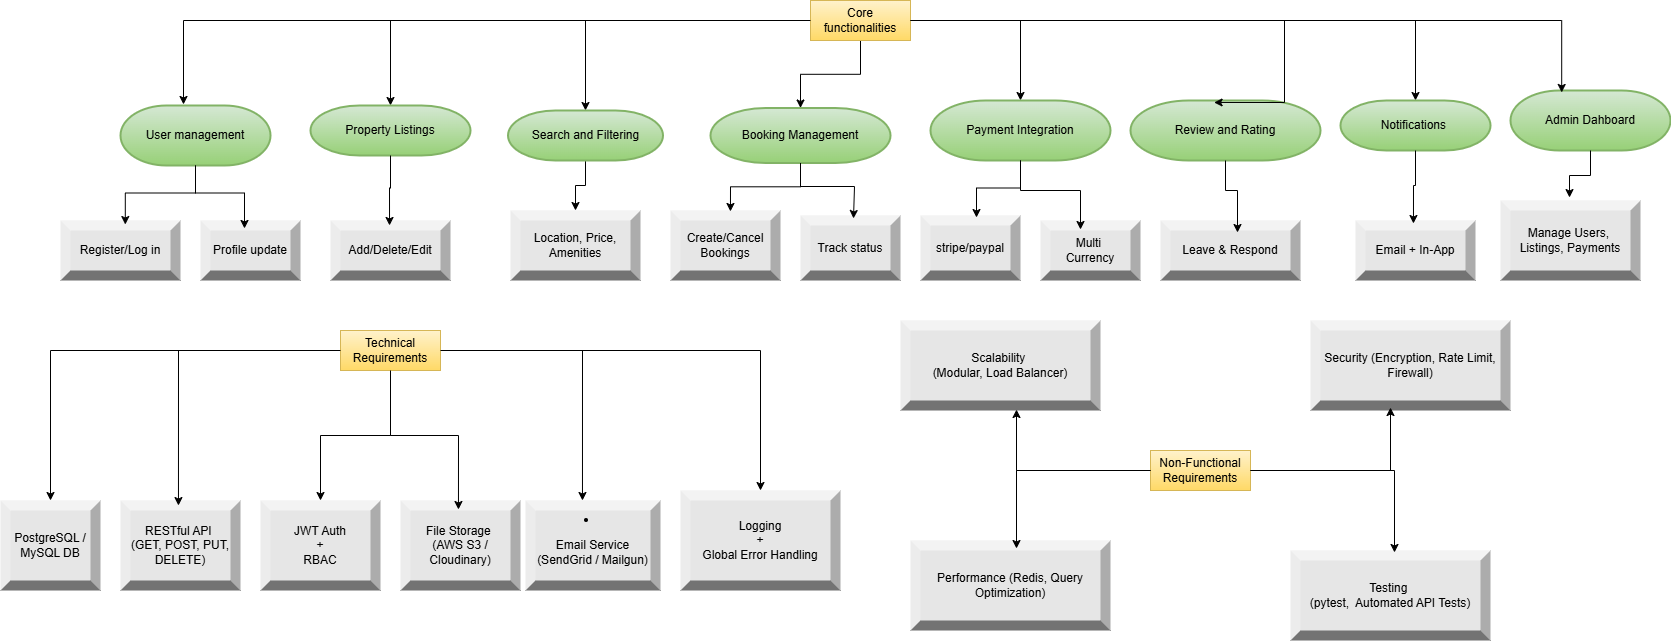 Core
functionalities
User management
Property Listings
Search and Filtering
Booking Management
Payment Integration
Review and Rating
Notifications
Admin Dahboard
Register/Log in
Profile update
Add/Delete/Edit
Location, Price,
Amenities
Create/Cancel
Bookings
Track status
stripe/paypal
Multi
Currency
Leave & Respond
Email + In-App
Manage Users,
Listings, Payments
Technical
Requirements
PostgreSQL /
MySQL DB
RESTful API
(GET, POST, PUT,
DELETE)
JWT Auth
+
RBAC
File Storage
(AWS S3 /
Cloudinary)
•
Email Service
(SendGrid / Mailgun)
Logging
+
Global Error Handling
Scalability
(Modular, Load Balancer)
Security (Encryption, Rate Limit,
Firewall)
Non-Functional
Requirements
Performance (Redis, Query
Optimization)
Testing
(pytest, Automated API Tests)